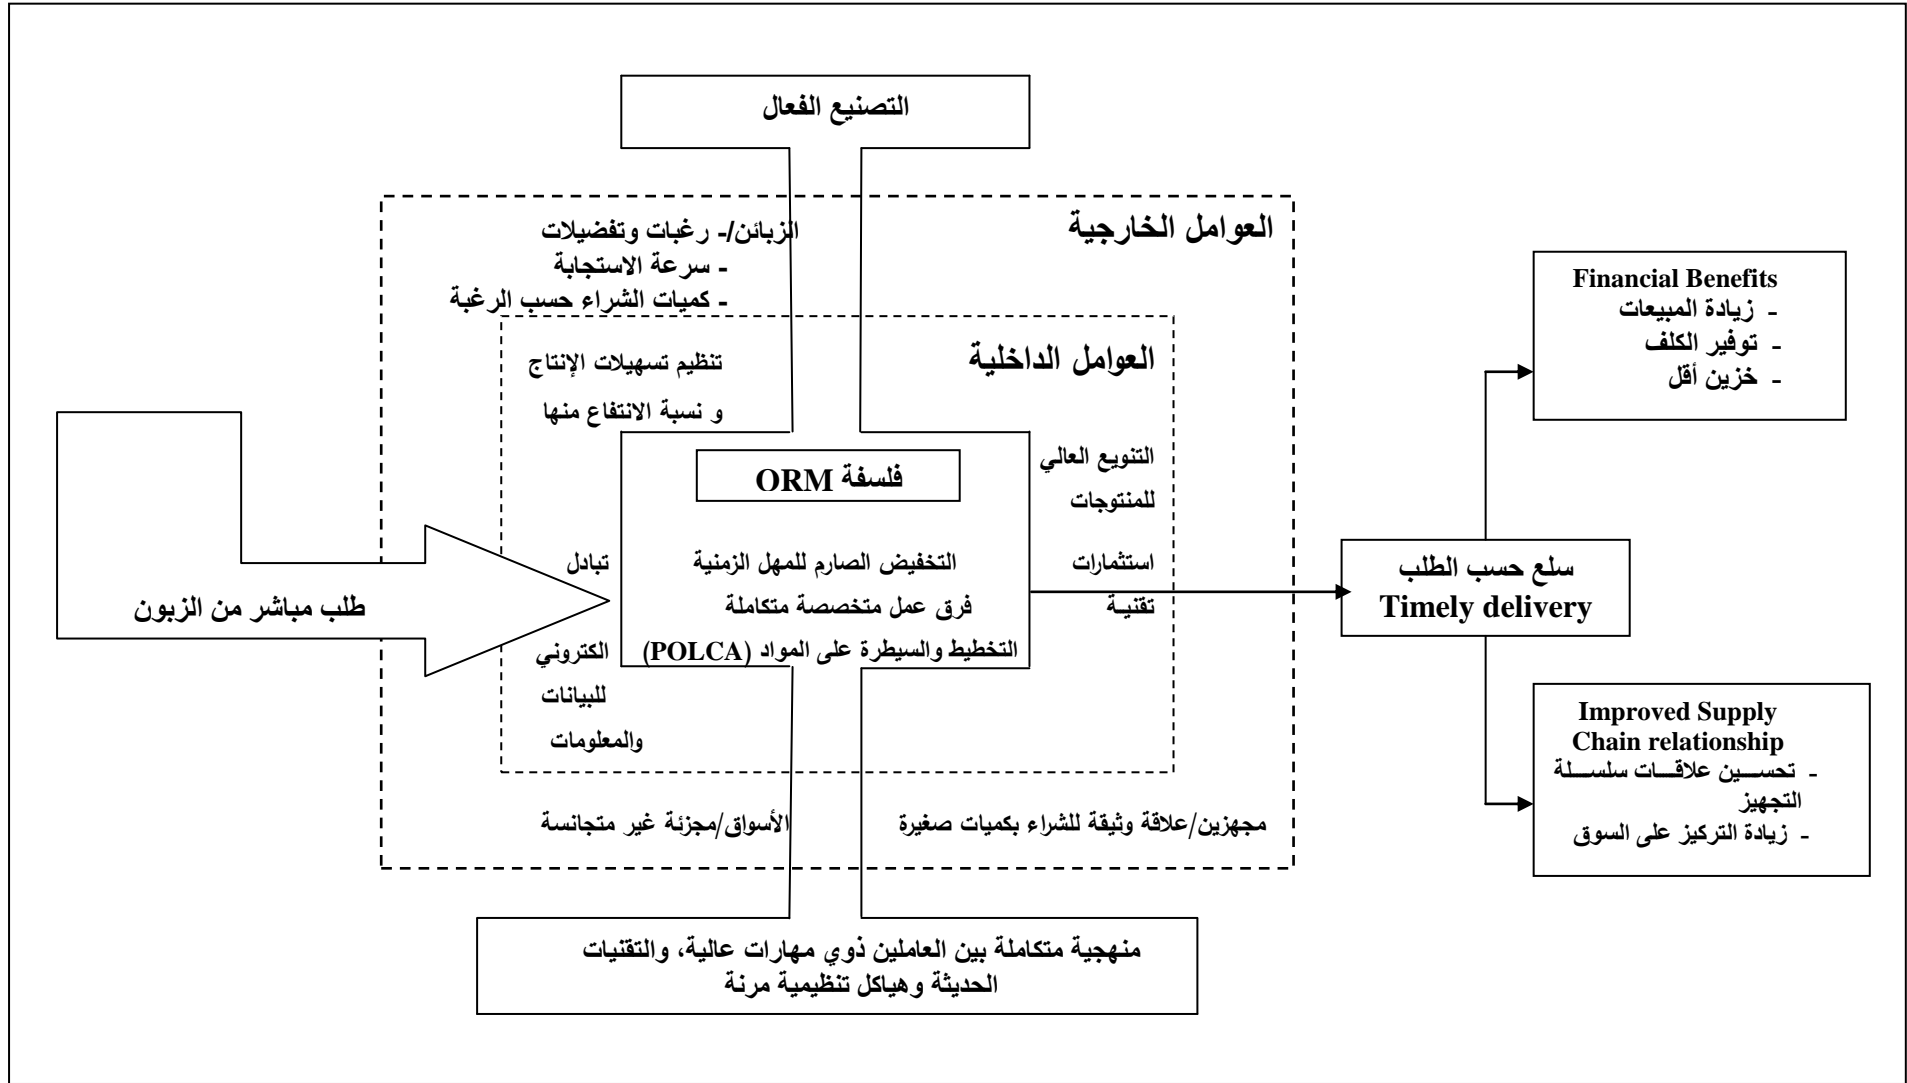 التصنيع الفعال
العوامل الخارجية
الزبائن/- رغبات وتفضيلات
- سرعة الاستجابة
- كميات الشراء حسب الرغبة
العوامل الداخلية
تنظيم تسهيلات الإنتاج
و نسبة الانتفاع منها
التنويع العالي
للمنتوجات
استثمارات
تقنيـة
فلسفة ORM
التخفيض الصارم للمهل الزمنية
فرق عمل متخصصة متكاملة
التخطيط والسيطرة على المواد (POLCA)
تبادل
الكتروني
للبيانات
والمعلومات
طلب مباشر من الزبون
مجهزين/علاقة وثيقة للشراء بكميات صغيرة
الأسواق/مجزئة غير متجانسة
منهجية متكاملة بين العاملين ذوي مهارات عالية، والتقنيات
الحديثة وهياكل تنظيمية مرنة
سلع حسب الطلب
Timely delivery
Financial Benefits
- زيادة المبيعات
- توفير الكلف
- خزين أقل
Improved Supply
Chain relationship
- تحســـين علاقـــات سلســـلة
التجهيز
- زيادة التركيز على السوق